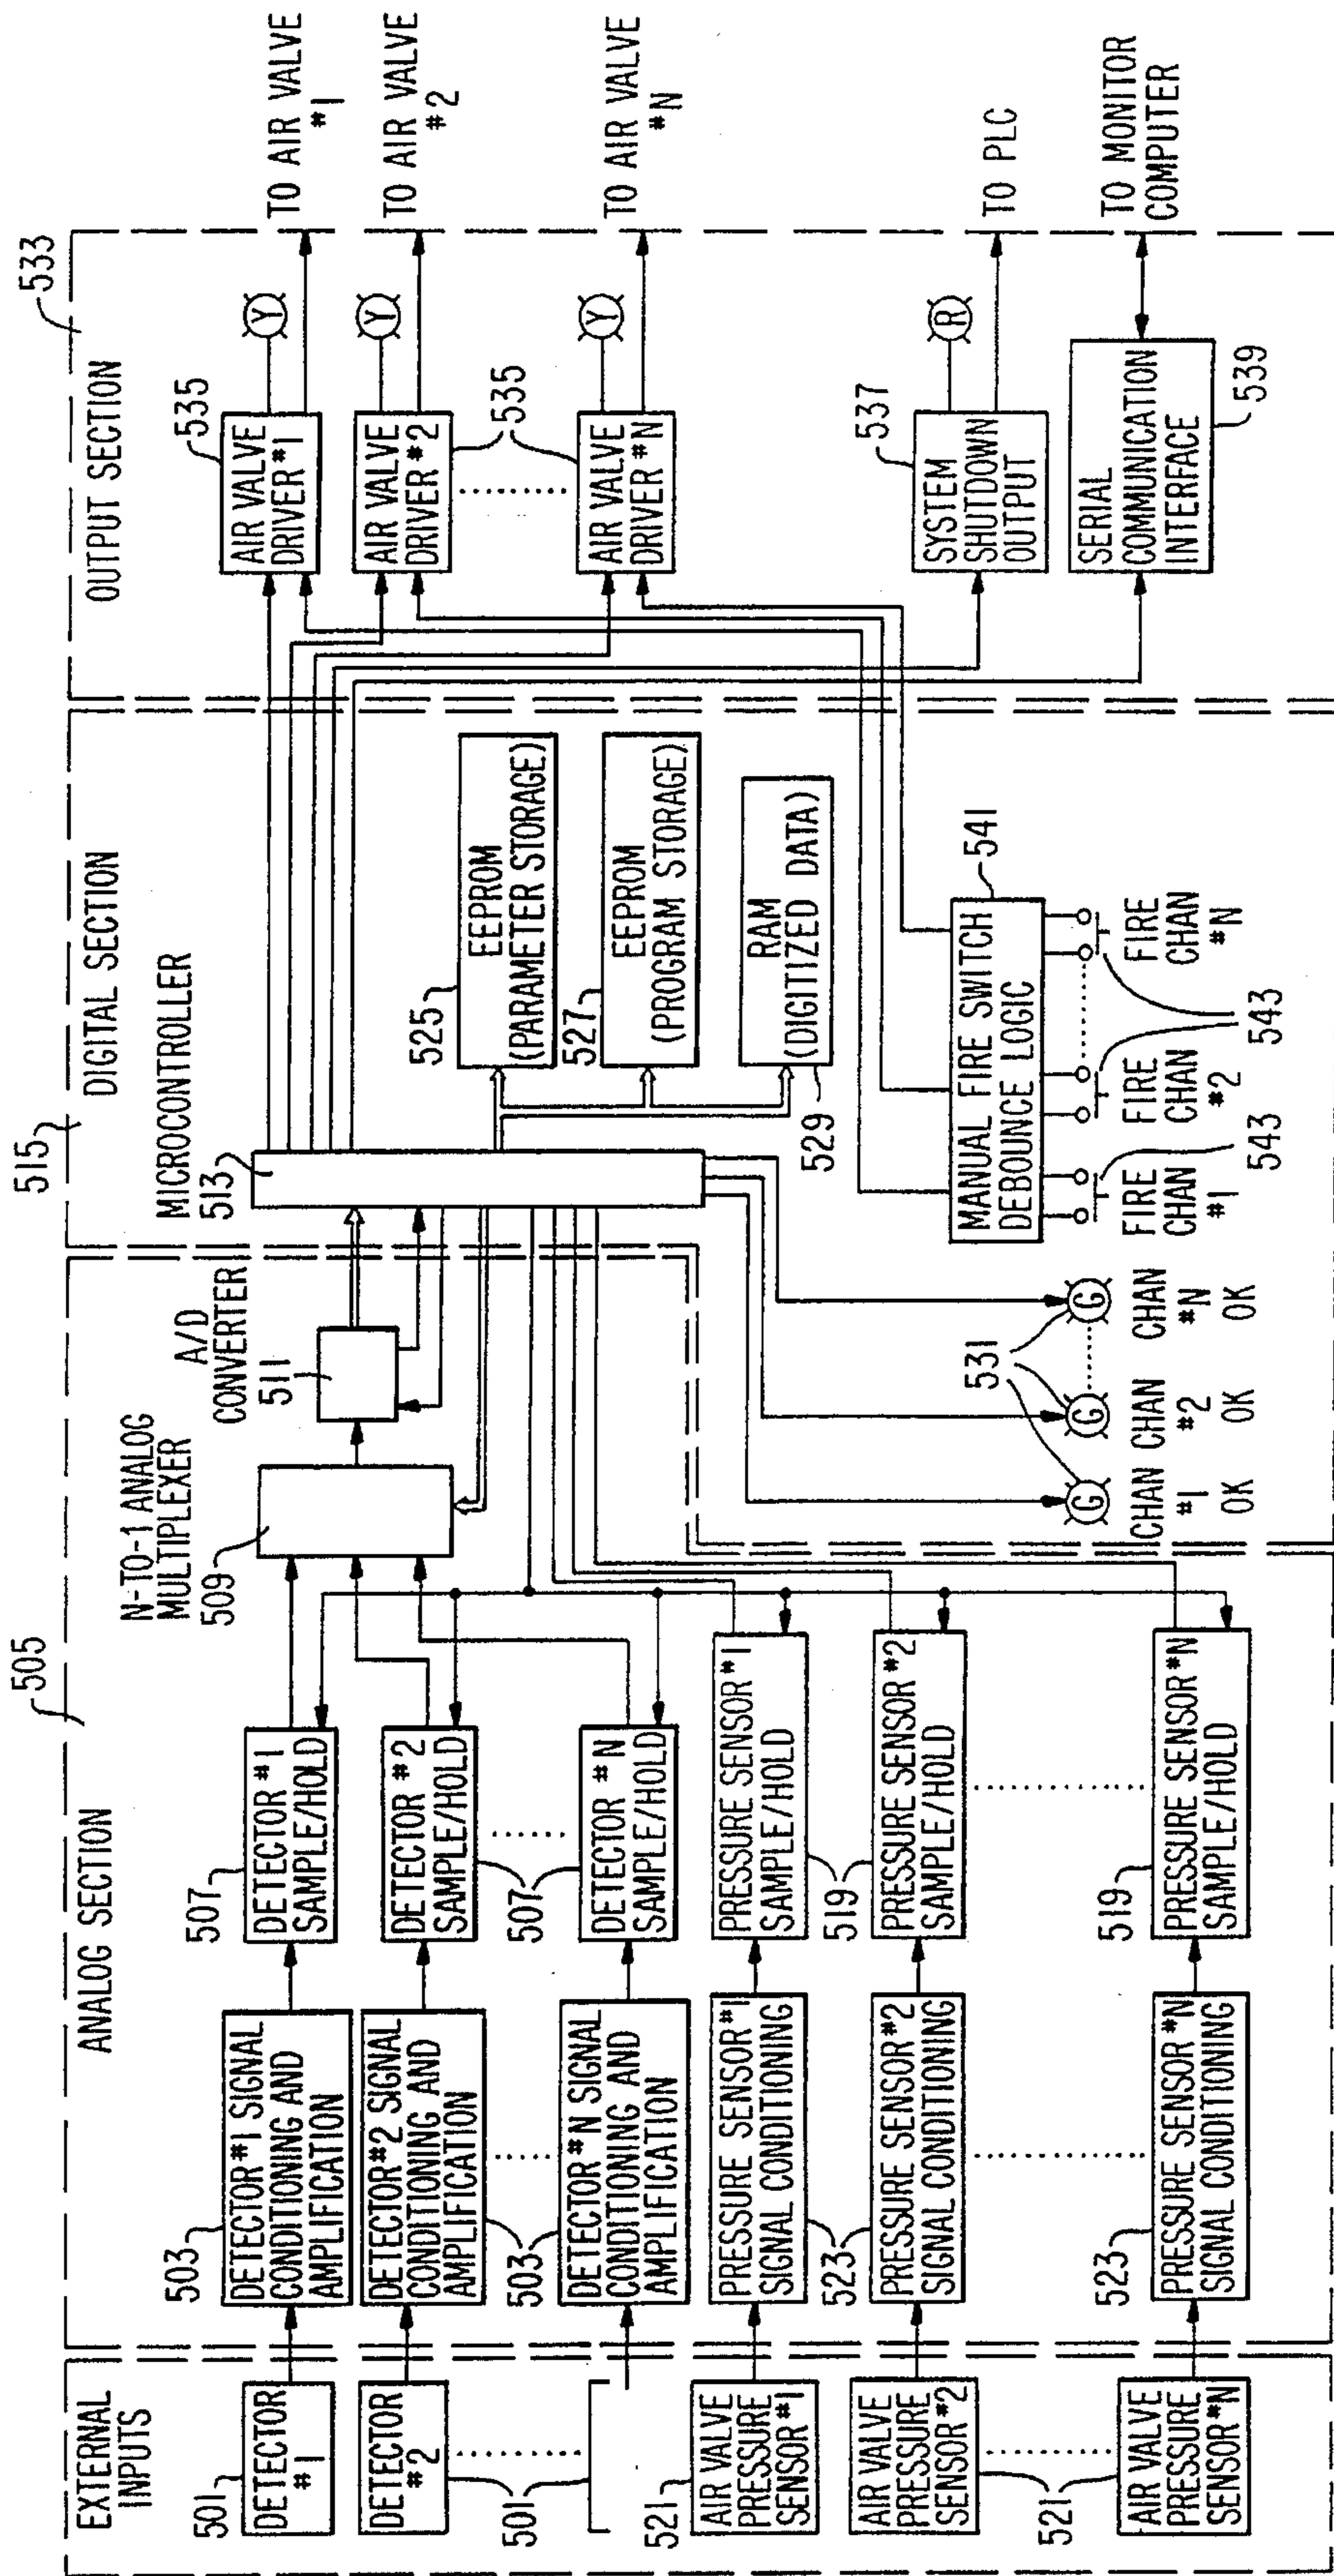 EXTERNAL
INPUTS
501
DETECTOR
#1
DETECTOR
#2
501
521
AIR VALVE
PRESSURE
SENSOR #1
AIR VALVE
PRESSURE
SENSOR #2
521
AIR VALVE
PRESSURE
SENSOR #N
505
ANALOG SECTION
503
DETECTOR #1 SIGNAL
CONDITIONING AND
AMPLIFICATION
DETECTOR #2 SIGNAL
CONDITIONING AND
AMPLIFICATION
503
DETECTOR #N SIGNAL
CONDITIONING AND
AMPLIFICATION
PRESSURE SENSOR #1
SIGNAL CONDITIONING
523
PRESSURE SENSOR #2
SIGNAL CONDITIONING
523
PRESSURE SENSOR #N
SIGNAL CONDITIONING
507
DETECTOR #1
SAMPLE/HOLD
DETECTOR #2
SAMPLE/HOLD
507
DETECTOR #N
SAMPLE/HOLD
PRESSURE SENSOR #1
SAMPLE/HOLD
519
PRESSURE SENSOR #2
SAMPLE/HOLD
519
PRESSURE SENSOR #N
SAMPLE/HOLD
N-TO-1 ANALOG
MULTIPLEXER
509
A/D
CONVERTER
511
515
DIGITAL SECTION
MICROCONTROLLER
513
525
EEPROM
(PARAMETER STORAGE)
527
EEPROM
(PROGRAM STORAGE)
RAM
(DIGITIZED DATA)
529
531
G
G
G
CHAN
#1
OK
CHAN
#2
OK
CHAN
#N
OK
541
MANUAL FIRE SWITCH
DEBOUNCE LOGIC
FIRE
CHAN
#1
FIRE
CHAN
#2
FIRE
CHAN
#N
543
543
533
OUTPUT SECTION
535
AIR VALVE
DRIVER #1
Y
AIR VALVE
DRIVER #2
Y
535
AIR VALVE
DRIVER #N
Y
537
SYSTEM
SHUTDOWN
OUTPUT
R
SERIAL
COMMUNICATION
INTERFACE
539
TO AIR VALVE
#1
TO AIR VALVE
#2
TO AIR VALVE
#N
TO PLC
TO MONITOR
COMPUTER